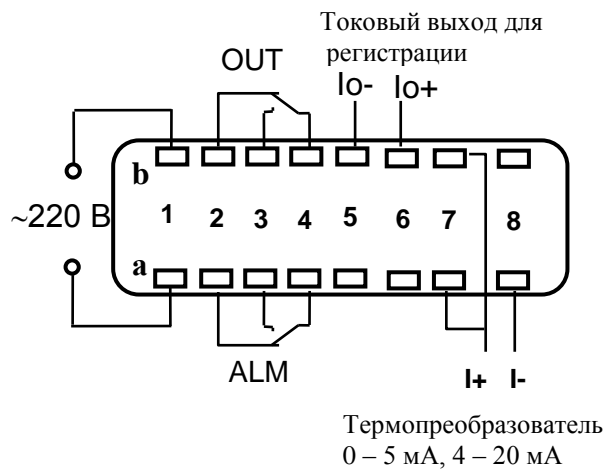 Токовый выход для
регистрации
OUT
Io- Io+
b
~220 В 1 2 3 4 5 6 7 8
a
ALM
I+ I-
Термопреобразователь
0 – 5 мА, 4 – 20 мА